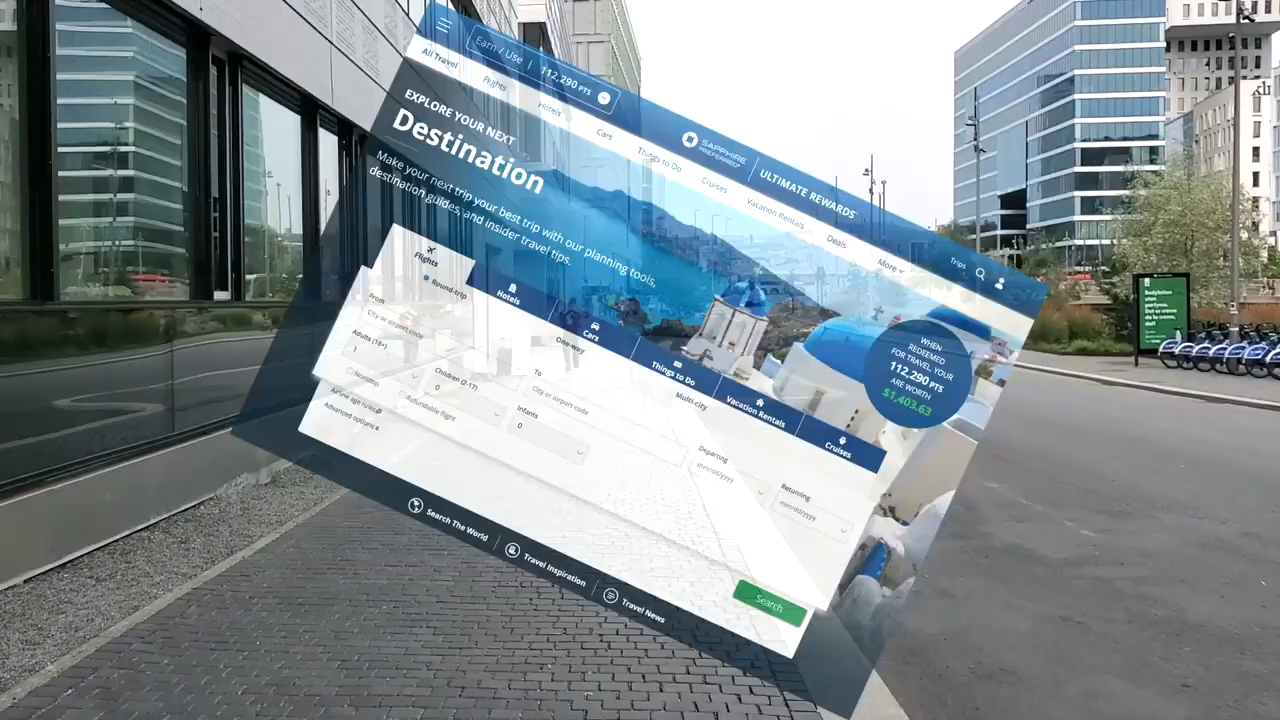 Earn / Use | 112,290 PTS
SAPPHIRE
PREFERRED®
ULTIMATE REWARDS®
Trips
All Travel
Flights
Hotels
Cars
Things to Do
Cruises
Vacation Rentals
Deals
More
EXPLORE YOUR NEXT
Destination
Make your next trip your best trip with our planning tools,
destination guides, and insider travel tips.
WHEN
REDEEMED
FOR TRAVEL, YOUR
112,290 PTS
ARE WORTH
$1,403.63
Flights
Hotels
Cars
Things to Do
Vacation Rentals
Cruises
Round-trip
One-way
Multi-city
From
City or airport code
To
City or airport code
Departing
mm/dd/yyyy
Returning
mm/dd/yyyy
Adults (18+)
1
Children (2-17)
0
Infants
0
Nonstop
Refundable flight
Airline age rules
Advanced options
Search
Search The World
Travel Inspiration
Travel News